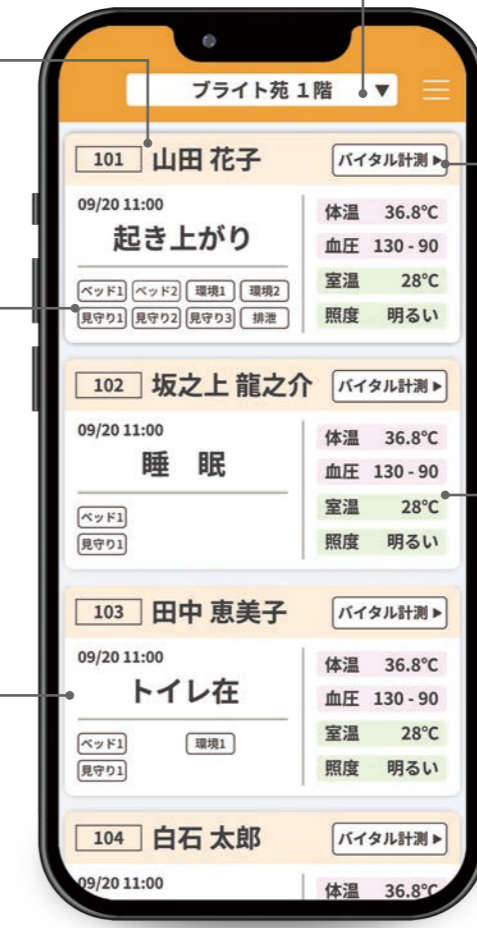 ブライト苑 1階 ▼
101 山田 花子 バイタル計測▶
09/20 11:00
起き上がり
ベッド1 ベッド2 環境1 環境2
見守り1 見守り2 見守り3 排泄
体温 36.8℃
血圧 130 - 90
室温 28℃
照度 明るい
102 坂之上 龍之介 バイタル計測▶
09/20 11:00
睡 眠
ベッド1
見守り1
体温 36.8℃
血圧 130 - 90
室温 28℃
照度 明るい
103 田中 恵美子 バイタル計測▶
09/20 11:00
トイレ在
ベッド1 環境1
見守り1
体温 36.8℃
血圧 130 - 90
室温 28℃
照度 明るい
104 白石 太郎 バイタル計測▶
09/20 11:00
体温 36.8℃